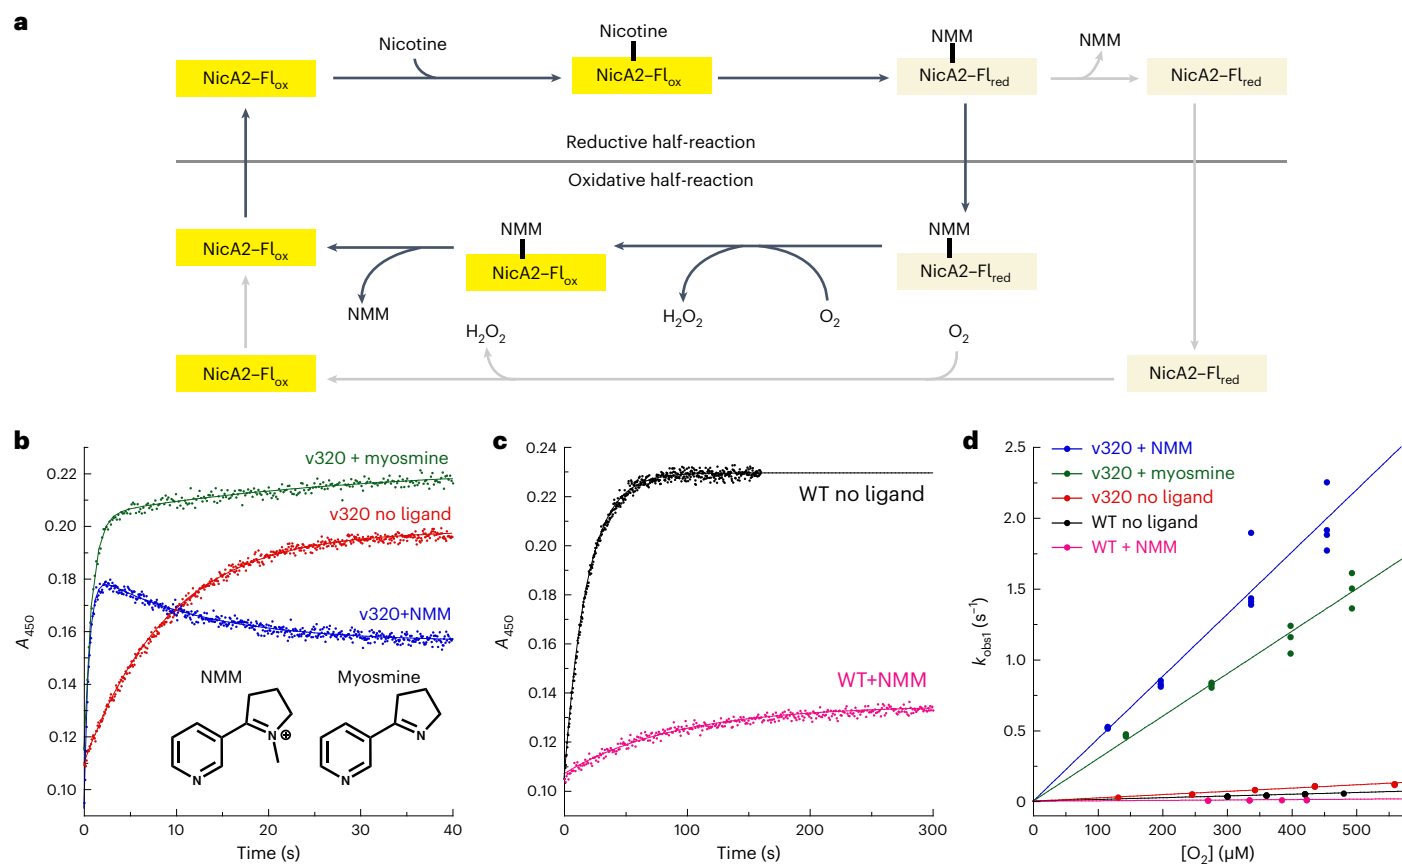 a
Nicotine
NicA2–Flox
Nicotine
NicA2–Flox
NMM
NicA2–Flred
NMM
NicA2–Flred
Reductive half-reaction
Oxidative half-reaction
NicA2–Flox
NMM
NMM
NicA2–Flox
H2O2
O2
NMM
NicA2–Flred
NicA2–Flox
H2O2
O2
NicA2–Flred
b
A450
0.22
0.20
0.18
0.16
0.14
0.12
0.10
v320 + myosmine
v320 no ligand
v320+NMM
NMM
N
⊕
N
Myosmine
N
N
0
10
20
30
40
Time (s)
c
A450
0.24
0.22
0.20
0.18
0.16
0.14
0.12
0.10
WT no ligand
WT+NMM
0
100
200
300
Time (s)
d
kobs1 (s−1)
2.5
2.0
1.5
1.0
0.5
0
v320 + NMM
v320 + myosmine
v320 no ligand
WT no ligand
WT + NMM
0
100
200
300
400
500
[O2] (μM)